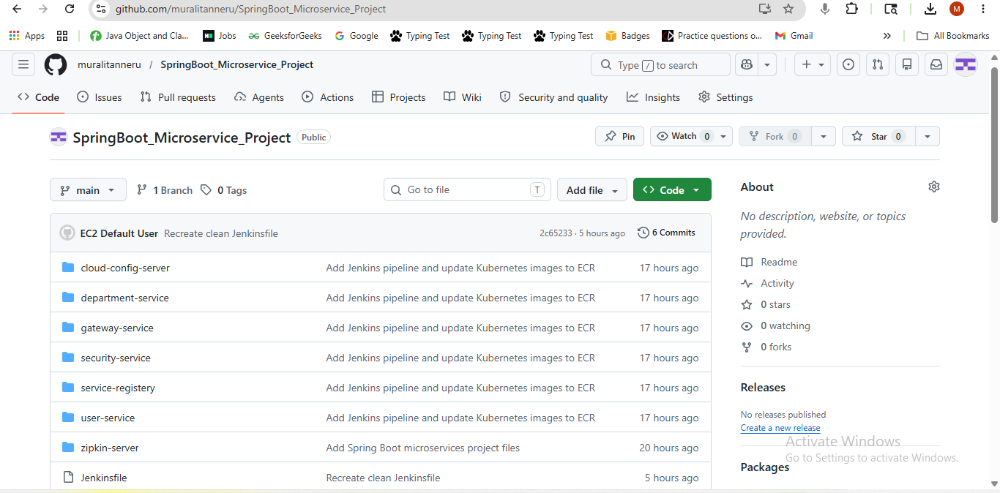 github.com/muralitanneru/SpringBoot_Microservice_Project
M
Apps
Java Object and Cla...
Jobs
GeeksforGeeks
Google
Typing Test
Typing Test
Typing Test
Badges
Practice questions o...
Gmail
»
All Bookmarks
muralitanneru / SpringBoot_Microservice_Project
Type / to search
Code
Issues
Pull requests
Agents
Actions
Projects
Wiki
Security and quality
Insights
Settings
SpringBoot_Microservice_Project Public
Pin
Watch 0
Fork 0
Star 0
main
1 Branch
0 Tags
Go to file T
Add file
<> Code
EC2 Default User Recreate clean Jenkinsfile 2c65233 · 5 hours ago 6 Commits
cloud-config-server Add Jenkins pipeline and update Kubernetes images to ECR 17 hours ago
department-service Add Jenkins pipeline and update Kubernetes images to ECR 17 hours ago
gateway-service Add Jenkins pipeline and update Kubernetes images to ECR 17 hours ago
security-service Add Jenkins pipeline and update Kubernetes images to ECR 17 hours ago
service-registery Add Jenkins pipeline and update Kubernetes images to ECR 17 hours ago
user-service Add Jenkins pipeline and update Kubernetes images to ECR 17 hours ago
zipkin-server Add Spring Boot microservices project files 20 hours ago
Jenkinsfile Recreate clean Jenkinsfile 5 hours ago
About
No description, website, or topics
provided.
Readme
Activity
0 stars
0 watching
0 forks
Releases
No releases published
Create a new release
Activate Windows
Go to Settings to activate Windows.
Packages